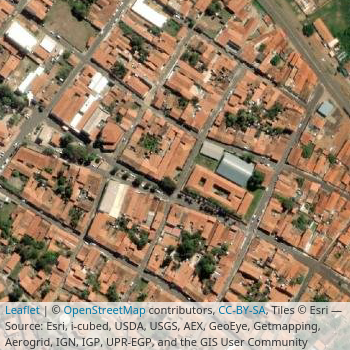 Leaflet | © OpenStreetMap contributors, CC-BY-SA, Tiles © Esri —
Source: Esri, i-cubed, USDA, USGS, AEX, GeoEye, Getmapping,
Aerogrid, IGN, IGP, UPR-EGP, and the GIS User Community